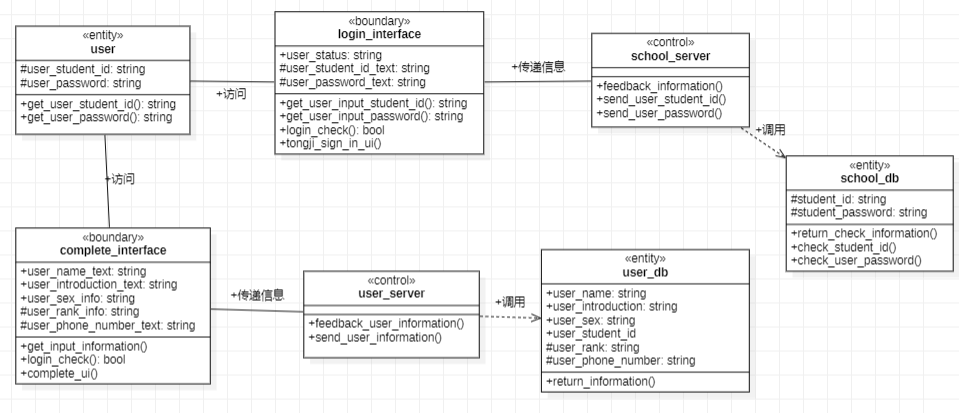 «entity»
user
#user_student_id: string
#user_password: string
+get_user_student_id(): string
+get_user_password(): string
+访问
«boundary»
login_interface
+user_status: string
#user_student_id_text: string
#user_password_text: string
+get_user_input_student_id(): string
+get_user_input_password(): string
+login_check(): bool
+tongji_sign_in_ui()
+传递信息
«control»
school_server
+feedback_information()
+send_user_student_id()
+send_user_password()
+调用
«entity»
school_db
#student_id: string
#student_password: string
+return_check_information()
+check_student_id()
+check_user_password()
+访问
«boundary»
complete_interface
+user_name_text: string
+user_introduction_text: string
+user_sex_info: string
#user_rank_info: string
#user_phone_number_text: string
+get_input_information()
+login_check(): bool
+complete_ui()
+传递信息
«control»
user_server
+feedback_user_information()
+send_user_information()
+调用
«entity»
user_db
+user_name: string
+user_introduction: string
+user_sex: string
+user_student_id
#user_rank: string
#user_phone_number: string
+return_information()